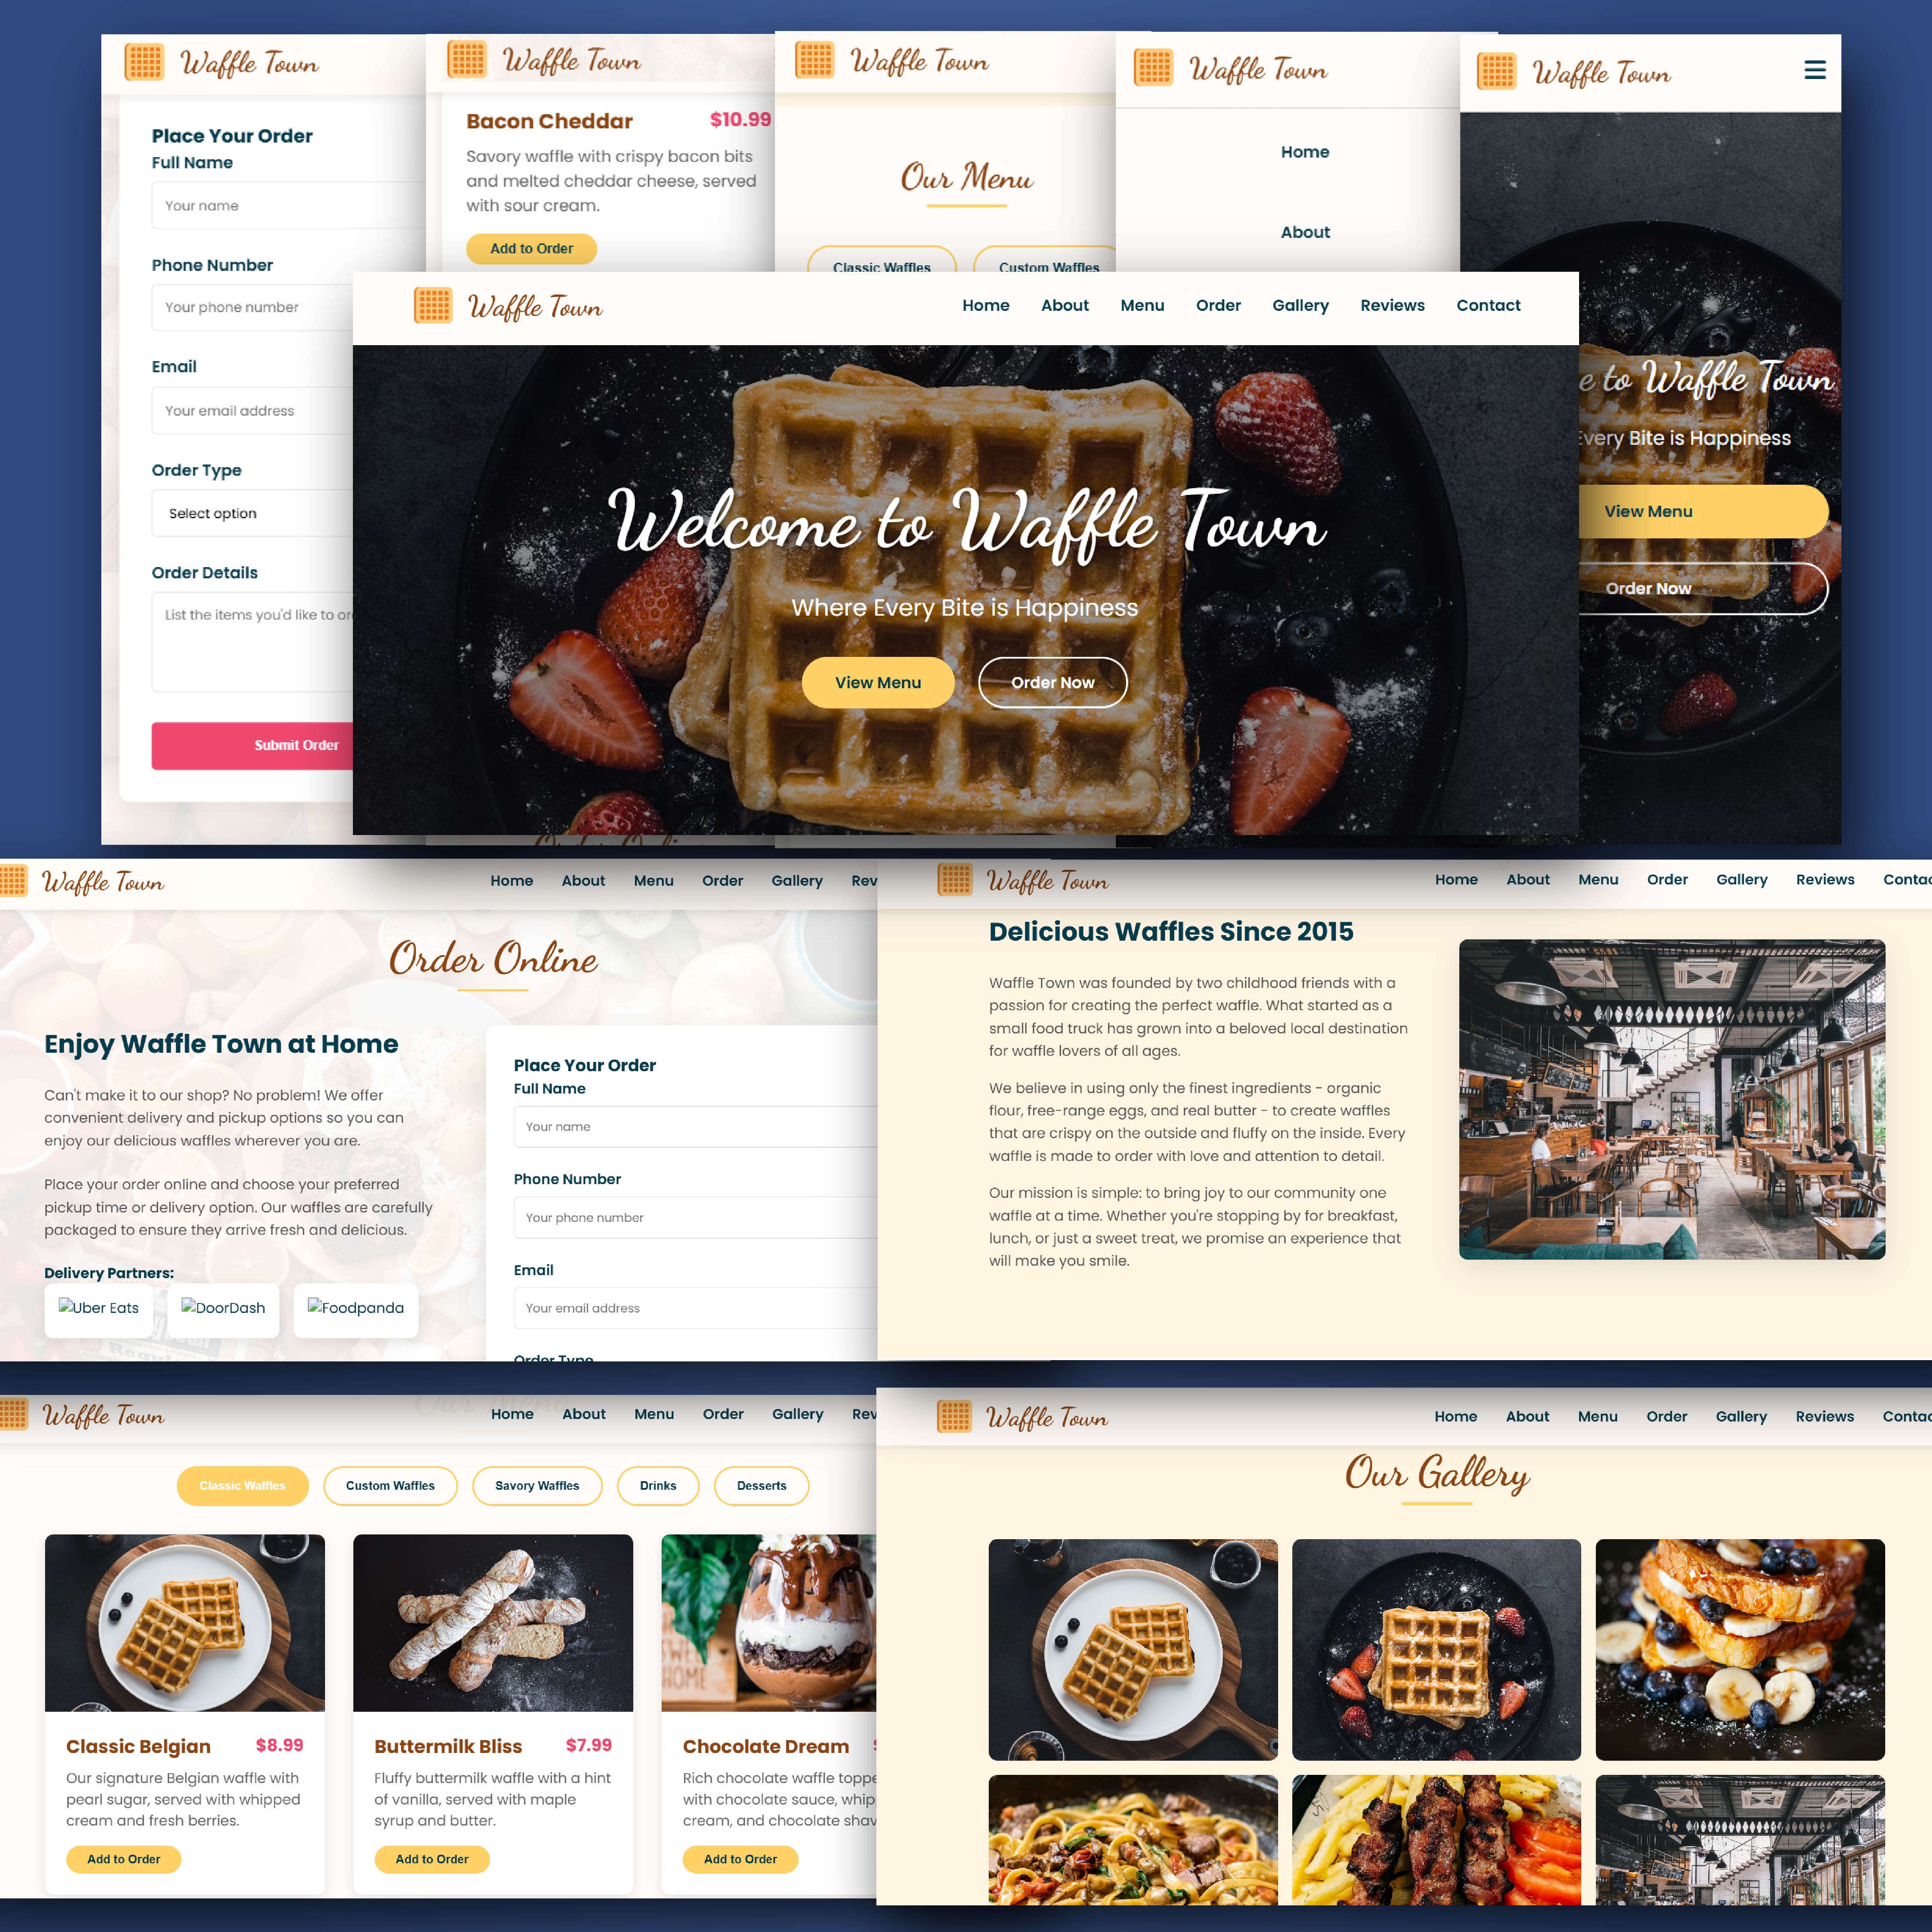 Waffle Town
Place Your Order
Full Name
Your name
Phone Number
Your phone number
Email
Your email address
Order Type
Select option
Order Details
List the items you'd like to
Submit Order
Waffle Town
Bacon Cheddar $10.99
Savory waffle with crispy bacon bits
and melted cheddar cheese, served
with sour cream.
Add to Order
Waffle Town
Our Menu
Classic Waffles Custom Waffles
Waffle Town
Home
About
Waffle Town
e to Waffle Town
Every Bite is Happiness
View Menu
Order Now
Waffle Town Home About Menu Order Gallery Reviews Contact
Welcome to Waffle Town
Where Every Bite is Happiness
View Menu Order Now
Waffle Town Home About Menu Order Gallery Rev
Order Online
Enjoy Waffle Town at Home
Can't make it to our shop? No problem! We offer
convenient delivery and pickup options so you can
enjoy our delicious waffles wherever you are.
Place your order online and choose your preferred
pickup time or delivery option. Our waffles are carefully
packaged to ensure they arrive fresh and delicious.
Delivery Partners:
Uber Eats DoorDash Foodpanda
Place Your Order
Full Name
Your name
Phone Number
Your phone number
Email
Your email address
Order Type
Waffle Town Home About Menu Order Gallery Reviews Contac
Delicious Waffles Since 2015
Waffle Town was founded by two childhood friends with a
passion for creating the perfect waffle. What started as a
small food truck has grown into a beloved local destination
for waffle lovers of all ages.
We believe in using only the finest ingredients - organic
flour, free-range eggs, and real butter - to create waffles
that are crispy on the outside and fluffy on the inside. Every
waffle is made to order with love and attention to detail.
Our mission is simple: to bring joy to our community one
waffle at a time. Whether you're stopping by for breakfast,
lunch, or just a sweet treat, we promise an experience that
will make you smile.
Waffle Town Home About Menu Order Gallery Rev
Our Menu
Classic Waffles Custom Waffles Savory Waffles Drinks Desserts
Classic Belgian $8.99
Our signature Belgian waffle with
pearl sugar, served with whipped
cream and fresh berries.
Add to Order
Buttermilk Bliss $7.99
Fluffy buttermilk waffle with a hint
of vanilla, served with maple
syrup and butter.
Add to Order
Chocolate Dream
Rich chocolate waffle toppe
with chocolate sauce, whip
cream, and chocolate shav
Add to Order
Waffle Town Home About Menu Order Gallery Reviews Contac
Our Gallery